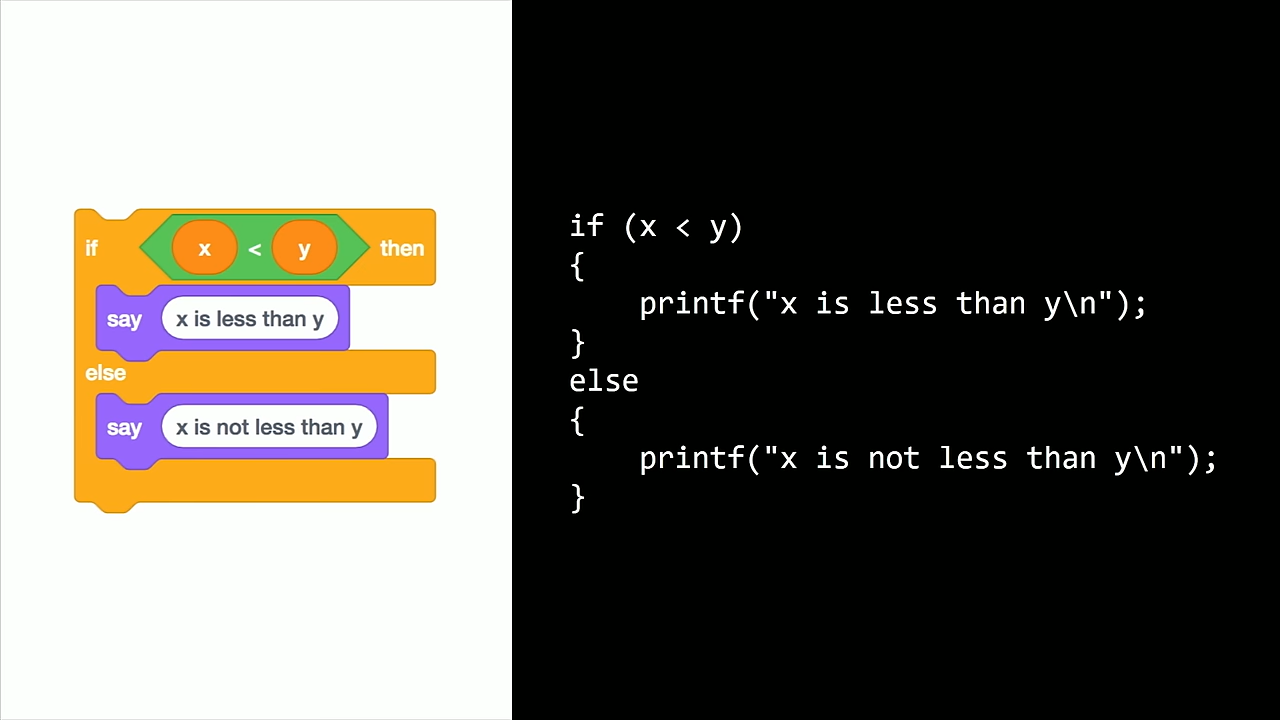 if x < y then
say x is less than y
else
say x is not less than y
if (x < y)
{
    printf("x is less than y\n");
}
else
{
    printf("x is not less than y\n");
}